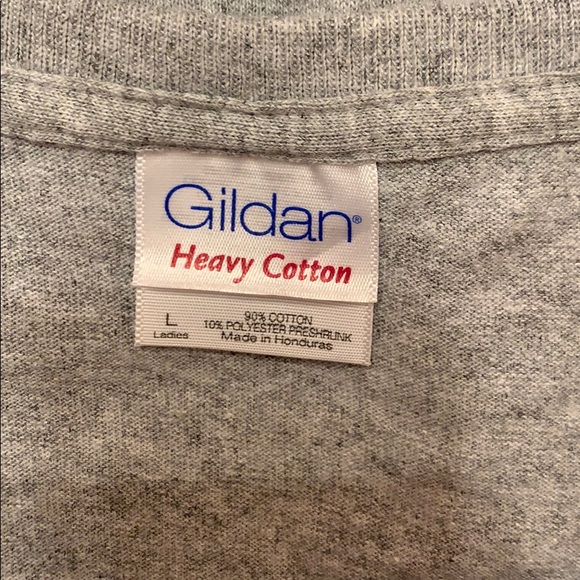 Gildan®
Heavy Cotton
L
Ladies
90% COTTON
10% POLYESTER PRESHRUNK
Made in Honduras